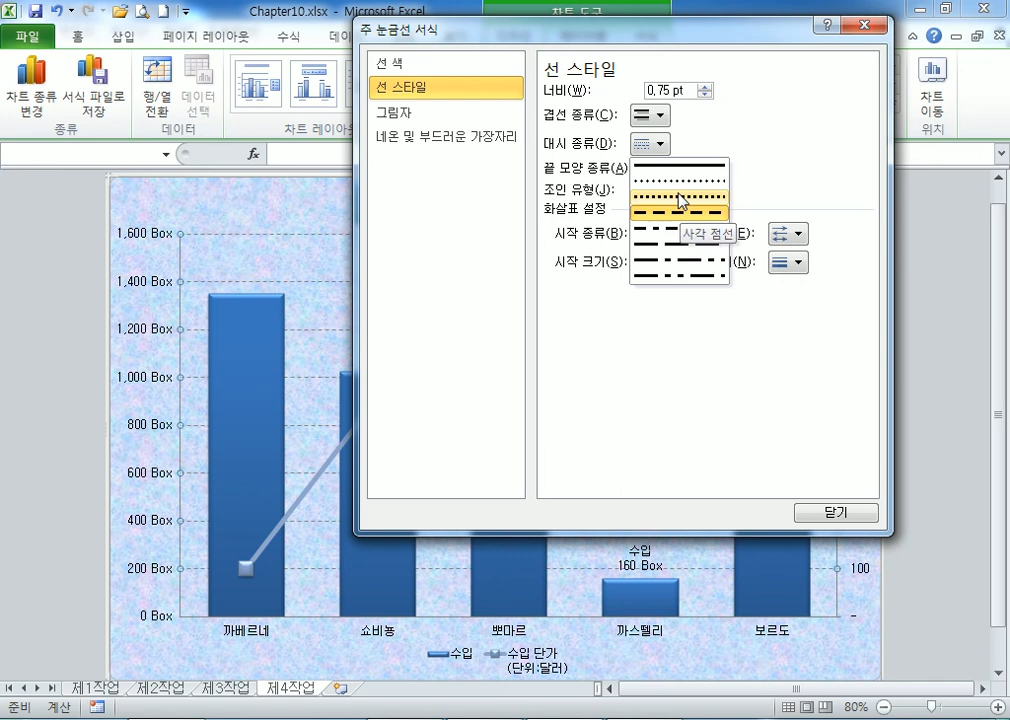 Chapter10.xlsx - Microsoft Excel
차트 도구
파일
홈
삽입
페이지 레이아웃
수식
데이
차트 종류
변경
서식 파일로
저장
행/열
전환
데이터
선택
종류
데이터
차트 레이아웃
차트
이동
위치
fx
주 눈금선 서식
선 색
선 스타일
그림자
네온 및 부드러운 가장자리
선 스타일
너비(W):
0.75 pt
겹선 종류(C):
대시 종류(D):
끝 모양 종류(A)
조인 유형(J):
화살표 설정
시작 종류(B):
사각 점선
E):
시작 크기(S):
(N):
닫기
1,600 Box
1,400 Box
1,200 Box
1,000 Box
800 Box
600 Box
400 Box
200 Box
0 Box
수입
160 Box
100
-
까베르네
쇼비뇽
뽀마르
까스텔리
보르도
수입
수입 단가
(단위:달러)
제1작업
제2작업
제3작업
제4작업
준비
계산
80%